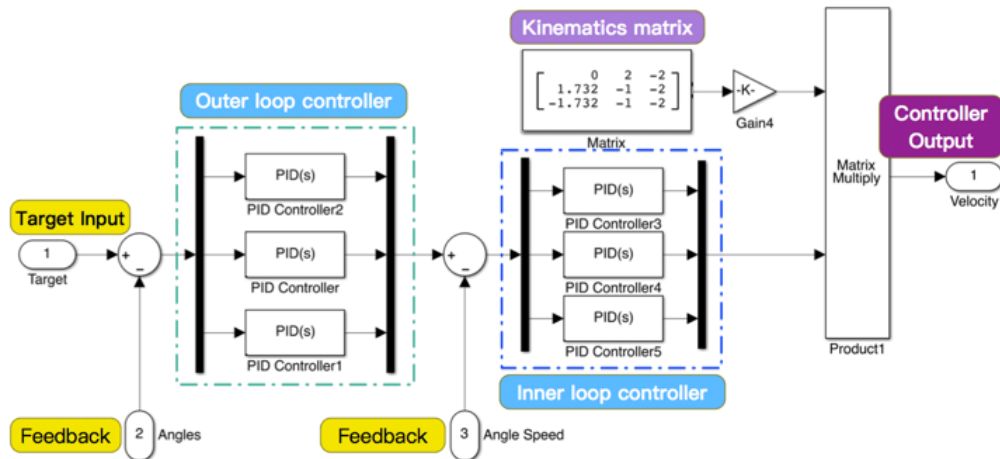 Kinematics matrix
0 2 -2
1.732 -1 -2
-1.732 -1 -2
Matrix
-K-
Gain4
Outer loop controller
PID(s)
PID Controller2
PID(s)
PID Controller
PID(s)
PID Controller1
Target Input
1
Target
+
−
Feedback
2
Angles
+
−
Feedback
3
Angle Speed
PID(s)
PID Controller3
PID(s)
PID Controller4
PID(s)
PID Controller5
Inner loop controller
Matrix
Multiply
Product1
Controller
Output
1
Velocity